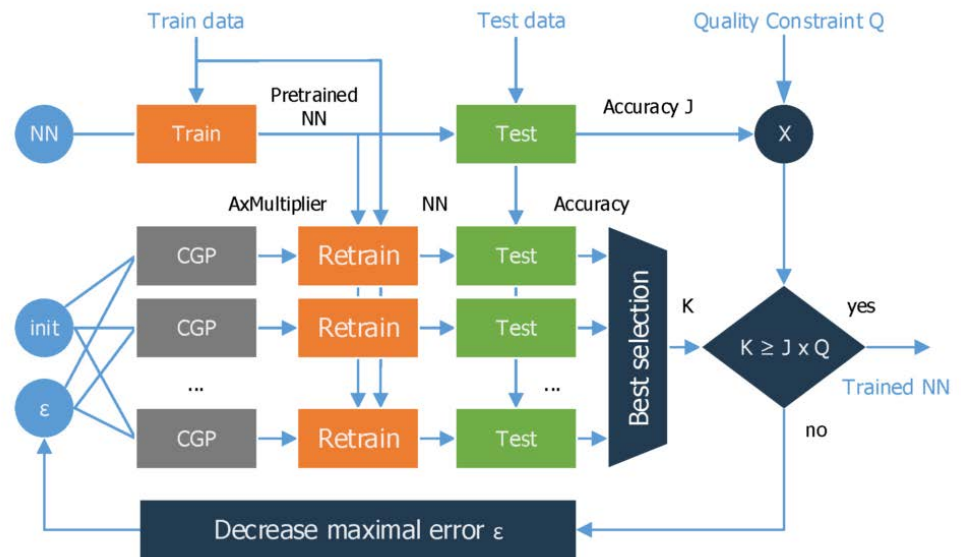 Train data
Test data
Quality Constraint Q
Pretrained
NN
Accuracy J
NN
Train
Test
X
AxMultiplier
NN
Accuracy
CGP
Retrain
Test
init
CGP
Retrain
Test
Best selection
K
K ≥ J x Q
yes
Trained NN
...
...
ε
CGP
Retrain
Test
no
Decrease maximal error ε